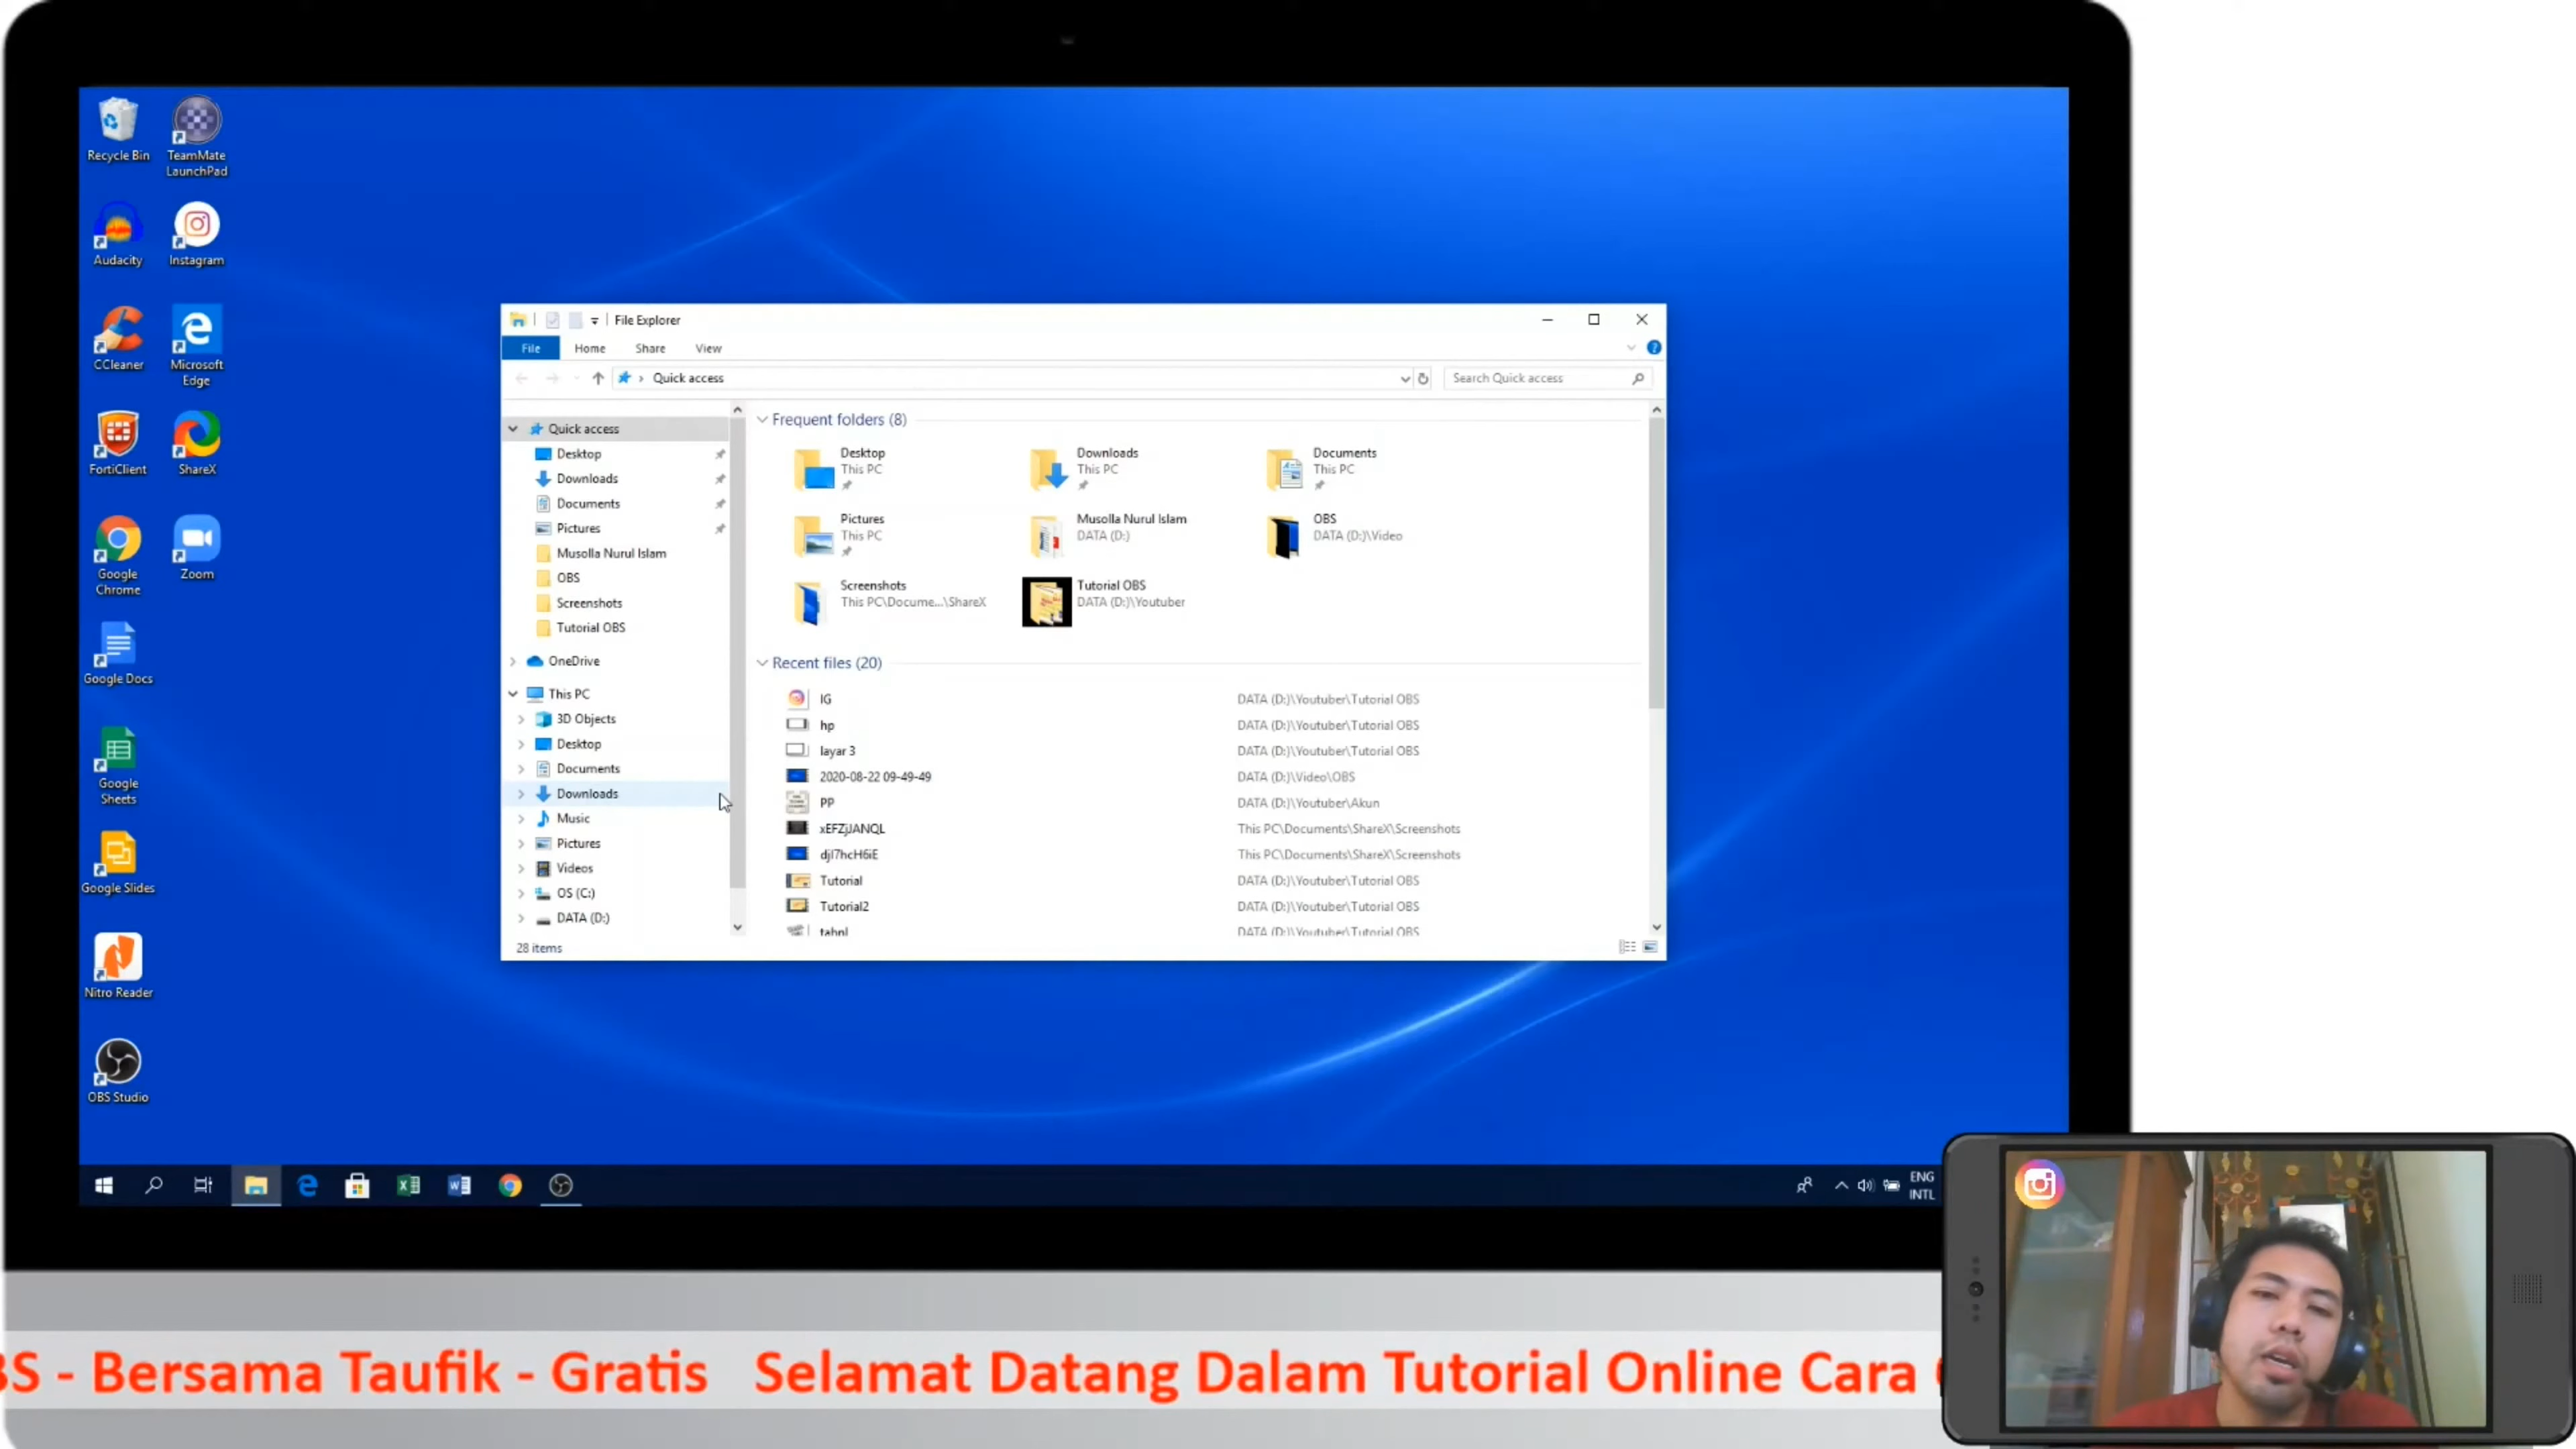 Recycle Bin
TeamMate
LaunchPad
Audacity
Instagram
CCleaner
Microsoft
Edge
FortiClient
ShareX
Google
Chrome
Zoom
Google Docs
Google
Sheets
Google Slides
Nitro Reader
OBS Studio
File Explorer
File Home Share View
Quick access
Search Quick access
Quick access
Desktop
Downloads
Documents
Pictures
Musolla Nurul Islam
OBS
Screenshots
Tutorial OBS
OneDrive
This PC
3D Objects
Desktop
Documents
Downloads
Music
Pictures
Videos
OS (C:)
DATA (D:)
28 items
Frequent folders (8)
Desktop
This PC
Downloads
This PC
Documents
This PC
Pictures
This PC
Musolla Nurul Islam
DATA (D:)
OBS
DATA (D:)\Video
Screenshots
This PC\Docume...\ShareX
Tutorial OBS
DATA (D:)\Youtuber
Recent files (20)
IG DATA (D:)\Youtuber\Tutorial OBS
hp DATA (D:)\Youtuber\Tutorial OBS
layar 3 DATA (D:)\Youtuber\Tutorial OBS
2020-08-22 09-49-49 DATA (D:)\Video\OBS
PP DATA (D:)\Youtuber\Akun
This PC\Documents\ShareX\Screenshots
This PC\Documents\ShareX\Screenshots
Tutorial DATA (D:)\Youtuber\Tutorial OBS
Tutorial2 DATA (D:)\Youtuber\Tutorial OBS
DATA (D:)\Youtuber\Tutorial OBS
ENG
INTL
BS - Bersama Taufik - Gratis Selamat Datang Dalam Tutorial Online Cara